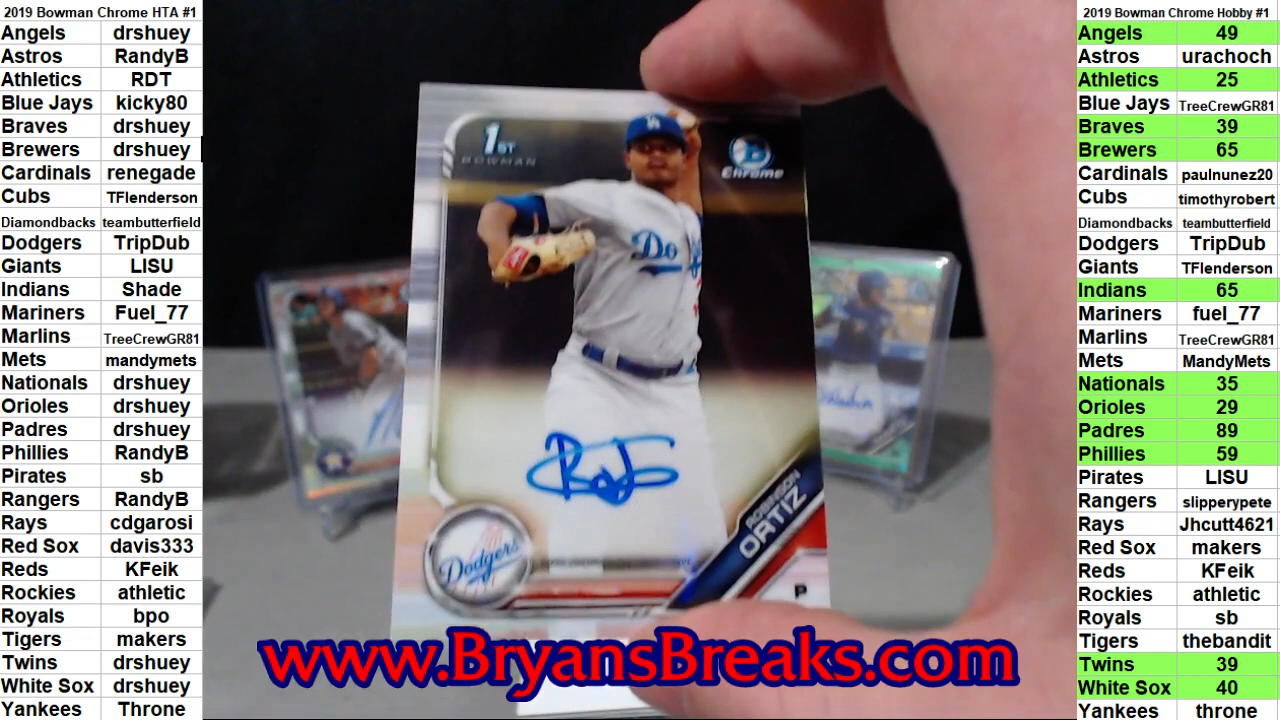 2019 Bowman Chrome HTA #1
Angels drshuey
Astros RandyB
Athletics RDT
Blue Jays kicky80
Braves drshuey
Brewers drshuey
Cardinals renegade
Cubs TFlenderson
Diamondbacks teambutterfield
Dodgers TripDub
Giants LISU
Indians Shade
Mariners Fuel_77
Marlins TreeCrewGR81
Mets mandymets
Nationals drshuey
Orioles drshuey
Padres drshuey
Phillies RandyB
Pirates sb
Rangers RandyB
Rays cdgarosi
Red Sox davis333
Reds KFeik
Rockies athletic
Royals bpo
Tigers makers
Twins drshuey
White Sox drshuey
Yankees Throne
1ST
BOWMAN
B
Chrome
Do
Dodgers
ROBINSON
ORTIZ
P
www.BryansBreaks.com
2019 Bowman Chrome Hobby #1
Angels 49
Astros urachoch
Athletics 25
Blue Jays TreeCrewGR81
Braves 39
Brewers 65
Cardinals paulnunez20
Cubs timothyrobert
Diamondbacks teambutterfield
Dodgers TripDub
Giants TFlenderson
Indians 65
Mariners fuel_77
Marlins TreeCrewGR81
Mets MandyMets
Nationals 35
Orioles 29
Padres 89
Phillies 59
Pirates LISU
Rangers slipperypete
Rays Jhcutt4621
Red Sox makers
Reds KFeik
Rockies athletic
Royals sb
Tigers thebandit
Twins 39
White Sox 40
Yankees throne